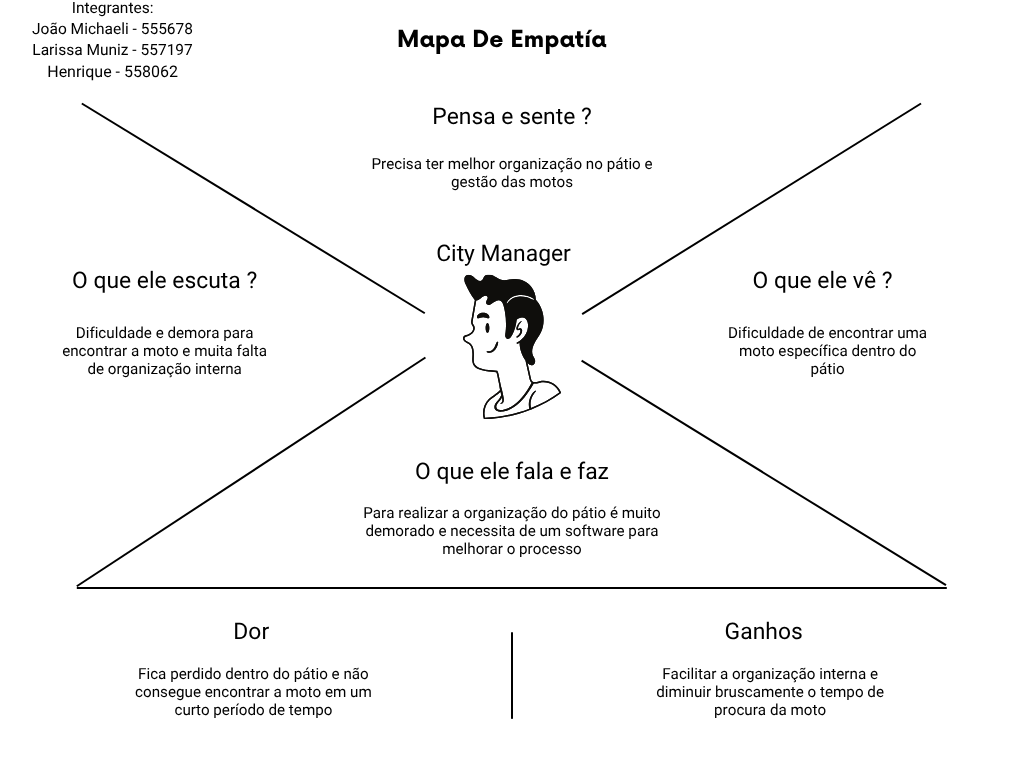 Integrantes:
João Michaeli - 555678
Larissa Muniz - 557197
Henrique - 558062
Mapa De Empatía
Pensa e sente ?
Precisa ter melhor organização no pátio e
gestão das motos
City Manager
O que ele escuta ?
Dificuldade e demora para
encontrar a moto e muita falta
de organização interna
O que ele vê ?
Dificuldade de encontrar uma
moto específica dentro do
pátio
O que ele fala e faz
Para realizar a organização do pátio é muito
demorado e necessita de um software para
melhorar o processo
Dor
Fica perdido dentro do pátio e não
consegue encontrar a moto em um
curto período de tempo
Ganhos
Facilitar a organização interna e
diminuir bruscamente o tempo de
procura da moto